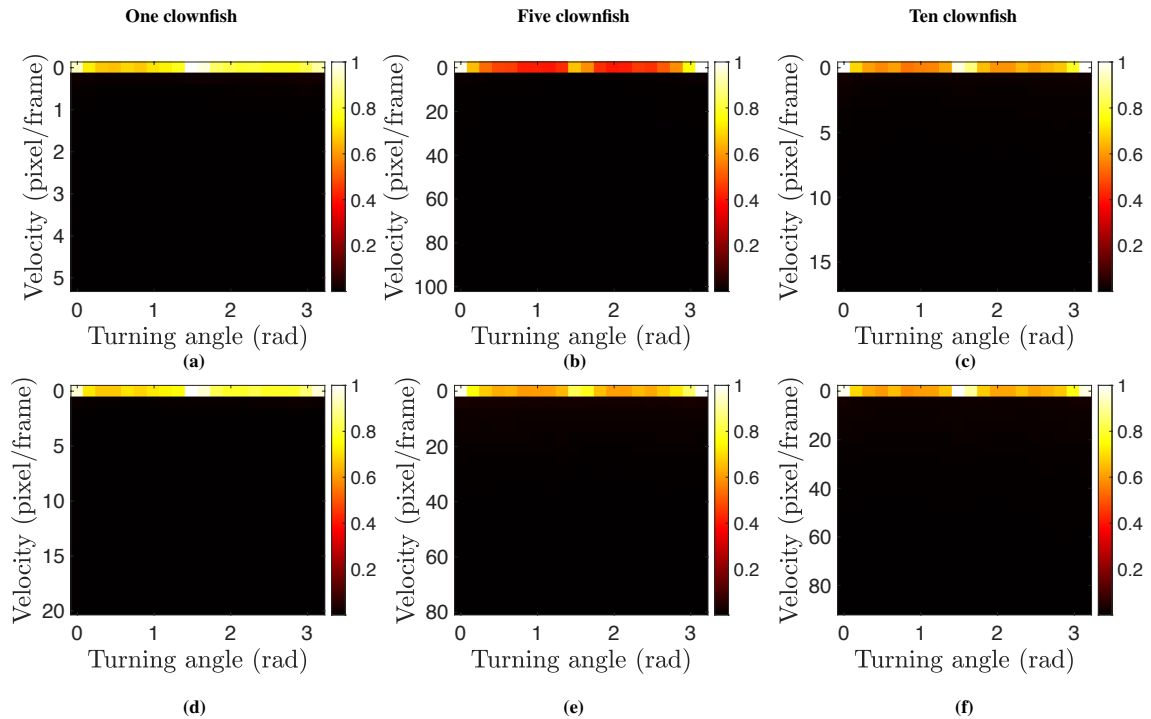 One clownfish Five clownfish Ten clownfish
0 1 2 3 4 5
Velocity (pixel/frame)
0 1 2 3
Turning angle (rad)
1 0.8 0.6 0.4 0.2
(a)
0 20 40 60 80 100
Velocity (pixel/frame)
0 1 2 3
Turning angle (rad)
1 0.8 0.6 0.4 0.2
(b)
0 5 10 15
Velocity (pixel/frame)
0 1 2 3
Turning angle (rad)
1 0.8 0.6 0.4 0.2
(c)
0 5 10 15 20
Velocity (pixel/frame)
0 1 2 3
Turning angle (rad)
1 0.8 0.6 0.4 0.2
(d)
0 20 40 60 80
Velocity (pixel/frame)
0 1 2 3
Turning angle (rad)
1 0.8 0.6 0.4 0.2
(e)
0 20 40 60 80
Velocity (pixel/frame)
0 1 2 3
Turning angle (rad)
1 0.8 0.6 0.4 0.2
(f)